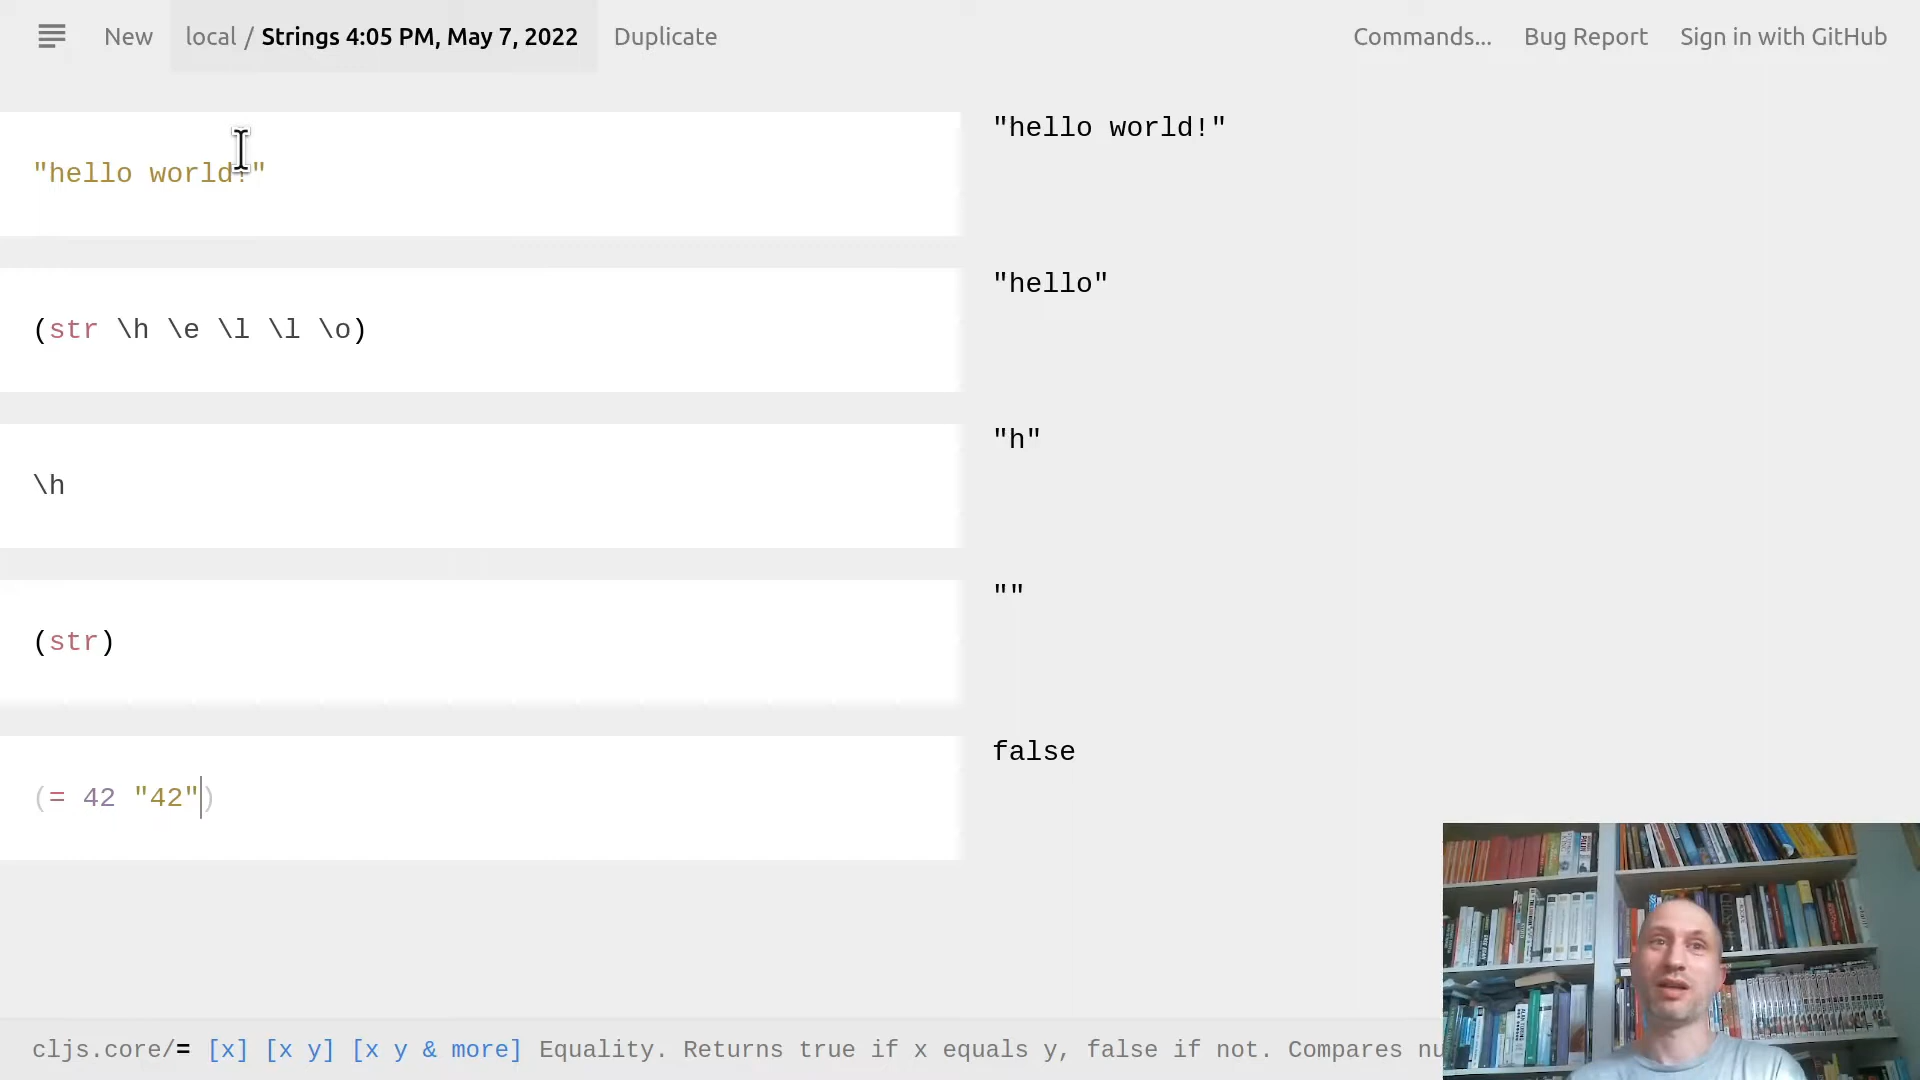 New local / Strings 4:05 PM, May 7, 2022 Duplicate Commands... Bug Report Sign in with GitHub
"hello world!" "hello world!"
(str \h \e \l \l \o) "hello"
\h "h"
(str) ""
(= 42 "42") false
cljs.core/= [x] [x y] [x y & more] Equality. Returns true if x equals y, false if not. Compares nu